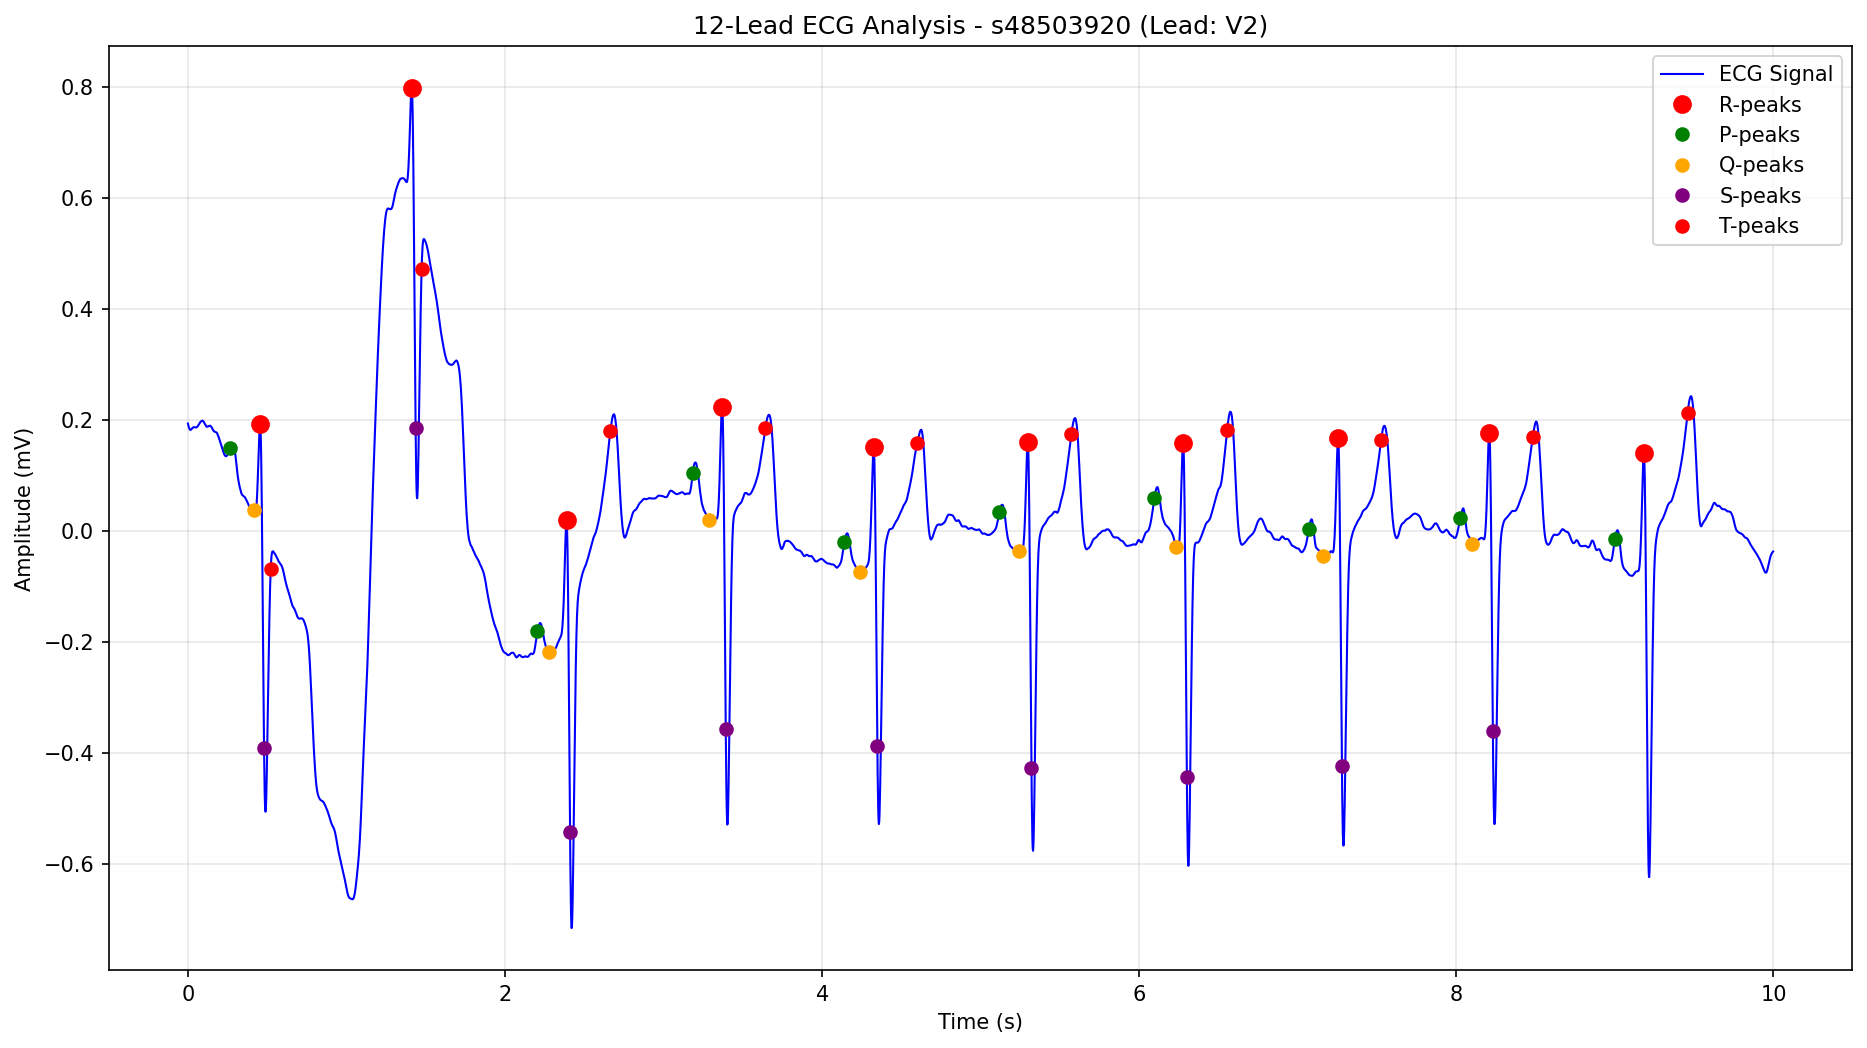 12-Lead ECG Analysis - s48503920 (Lead: V2)
ECG Signal
R-peaks
P-peaks
Q-peaks
S-peaks
T-peaks
Amplitude (mV)
0.8
0.6
0.4
0.2
0.0
−0.2
−0.4
−0.6
0 2 4 6 8 10
Time (s)